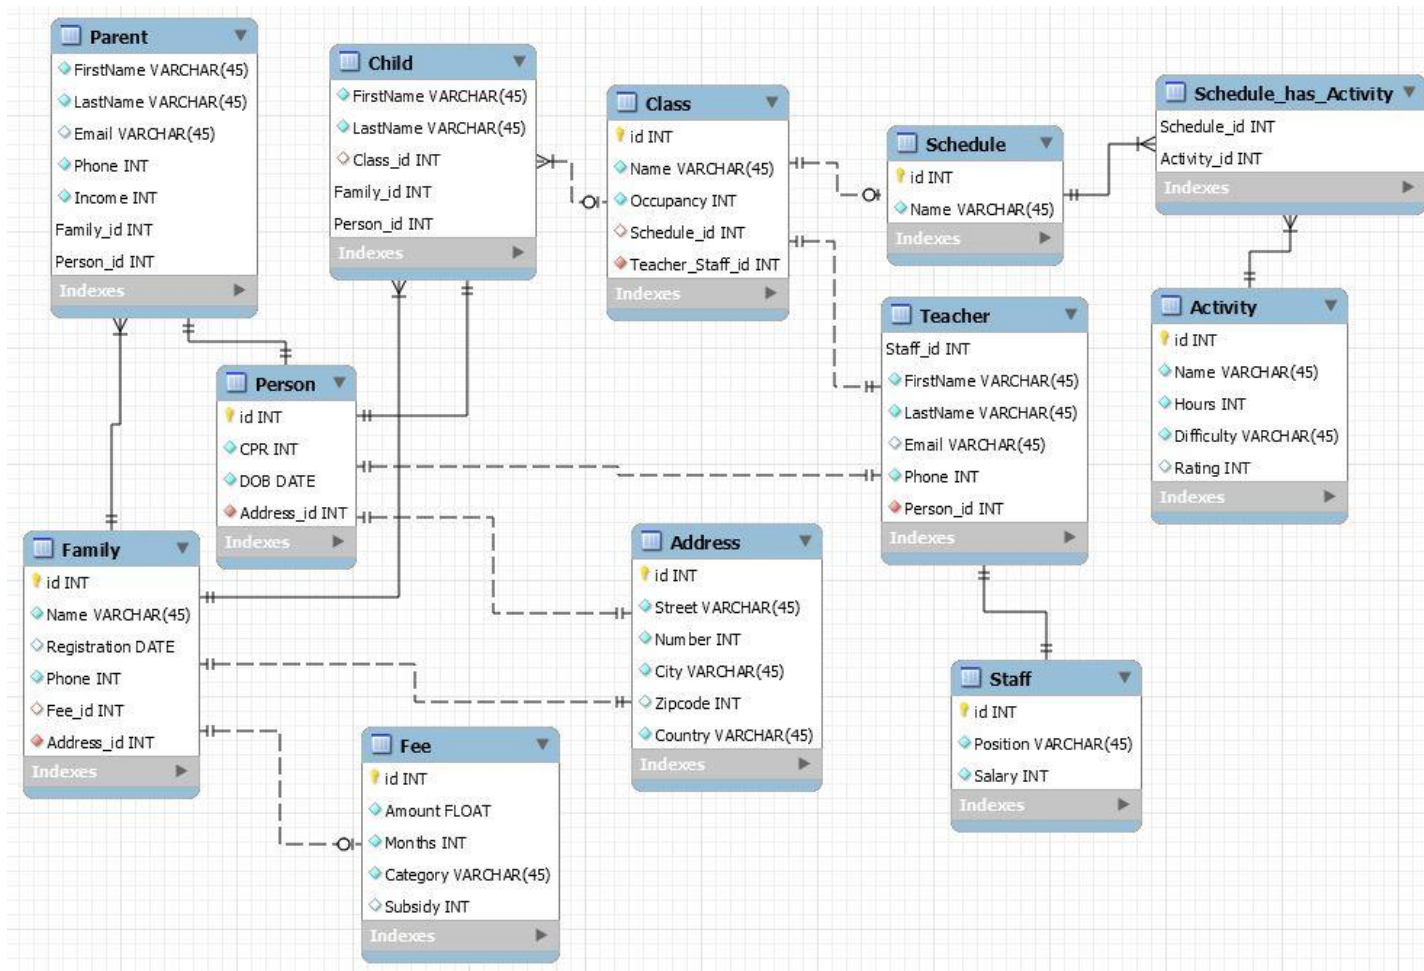 Parent
FirstName VARCHAR(45)
LastName VARCHAR(45)
Email VARCHAR(45)
Phone INT
Income INT
Family_id INT
Person_id INT
Indexes
Child
FirstName VARCHAR(45)
LastName VARCHAR(45)
Class_id INT
Family_id INT
Person_id INT
Indexes
Class
id INT
Name VARCHAR(45)
Occupancy INT
Schedule_id INT
Teacher_Staff_id INT
Indexes
Schedule
id INT
Name VARCHAR(45)
Indexes
Schedule_has_Activity
Schedule_id INT
Activity_id INT
Indexes
Person
id INT
CPR INT
DOB DATE
Address_id INT
Indexes
Teacher
Staff_id INT
FirstName VARCHAR(45)
LastName VARCHAR(45)
Email VARCHAR(45)
Phone INT
Person_id INT
Indexes
Activity
id INT
Name VARCHAR(45)
Hours INT
Difficulty VARCHAR(45)
Rating INT
Indexes
Family
id INT
Name VARCHAR(45)
Registration DATE
Phone INT
Fee_id INT
Address_id INT
Indexes
Address
id INT
Street VARCHAR(45)
Number INT
City VARCHAR(45)
Zipcode INT
Country VARCHAR(45)
Indexes
Fee
id INT
Amount FLOAT
Months INT
Category VARCHAR(45)
Subsidy INT
Indexes
Staff
id INT
Position VARCHAR(45)
Salary INT
Indexes